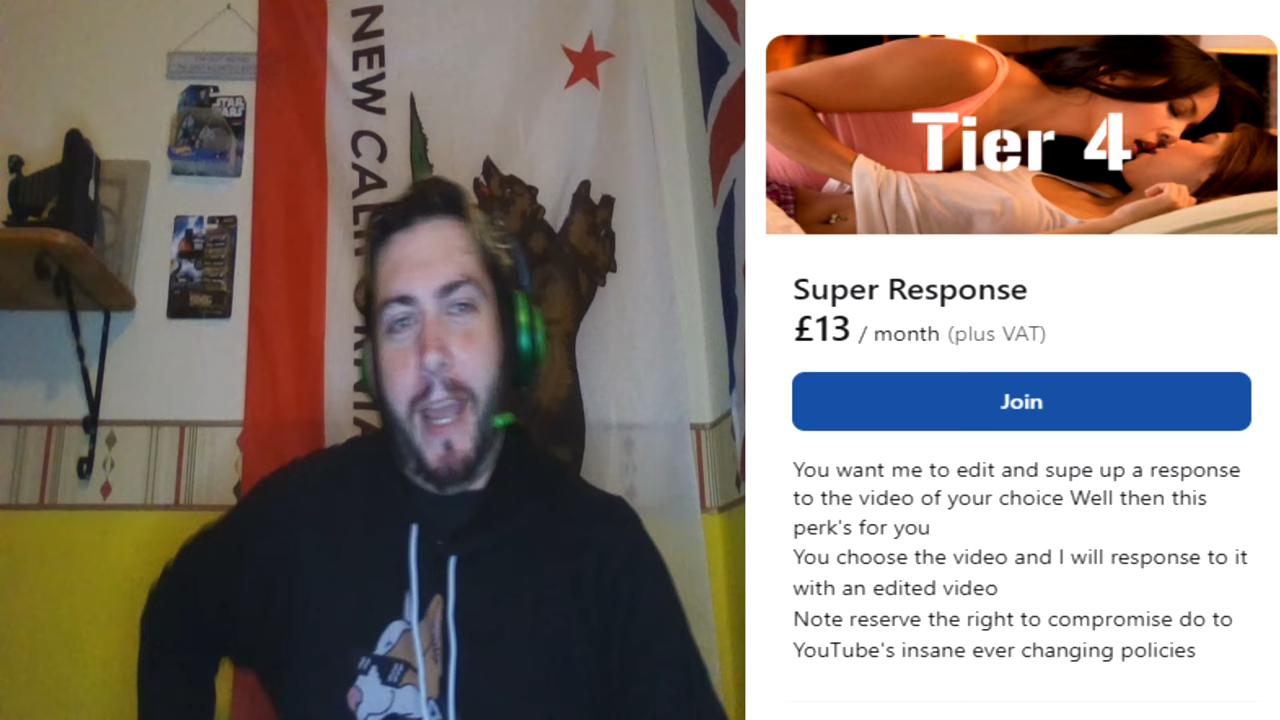 NEW CALIFORNIA
STAR
WARS
Tier 4
Super Response
£13 / month (plus VAT)
Join
You want me to edit and supe up a response
to the video of your choice Well then this
perk's for you
You choose the video and I will response to it
with an edited video
Note reserve the right to compromise do to
YouTube's insane ever changing policies